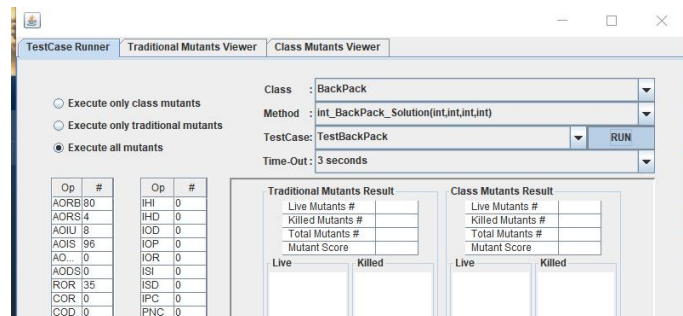 TestCase Runner Traditional Mutants Viewer Class Mutants Viewer
Execute only class mutants
Execute only traditional mutants
Execute all mutants
Class : BackPack
Method : int_BackPack_Solution(int,int,int,int)
TestCase: TestBackPack RUN
Time-Out : 3 seconds
Op #
AORB 80
AORS 4
AOIU 8
AOIS 96
AO... 0
AODS 0
ROR 35
COR 0
COD 0
Op #
IHI 0
IHD 0
IOD 0
IOP 0
IOR 0
ISI 0
ISD 0
IPC 0
PNC 0
Traditional Mutants Result
Live Mutants #
Killed Mutants #
Total Mutants #
Mutant Score
Live Killed
Class Mutants Result
Live Mutants #
Killed Mutants #
Total Mutants #
Mutant Score
Live Killed